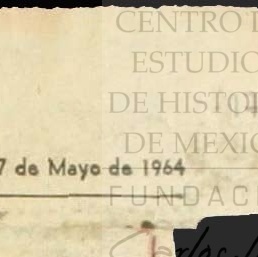 CENTRO
ESTUDIO
DE HISTO
DE MEXIC
7 de Mayo de 1964
FUNDAC